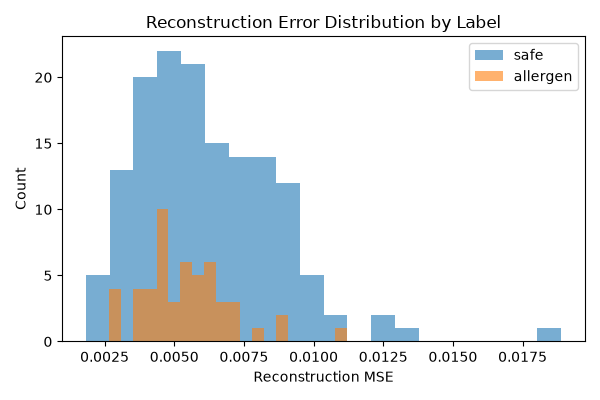 Reconstruction Error Distribution by Label
safe
allergen
Count
20
15
10
5
0
0.0025 0.0050 0.0075 0.0100 0.0125 0.0150 0.0175
Reconstruction MSE